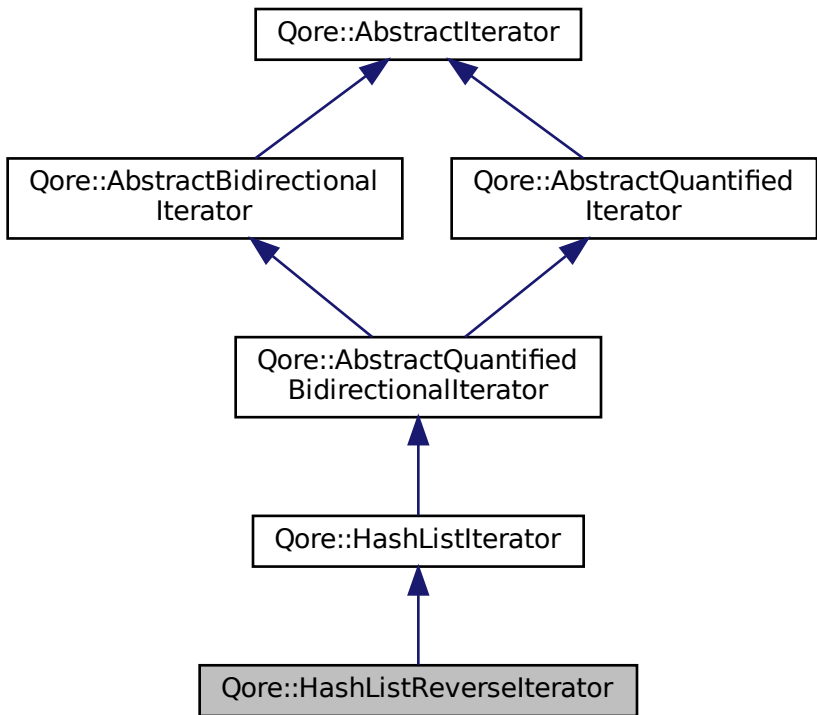 Qore::AbstractIterator
Qore::AbstractBidirectional
Iterator
Qore::AbstractQuantified
Iterator
Qore::AbstractQuantified
BidirectionalIterator
Qore::HashListIterator
Qore::HashListReverseIterator